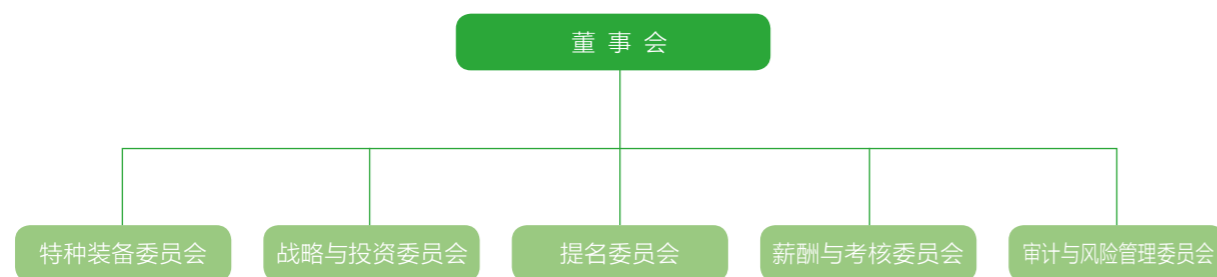 董事会
特种装备委员会
战略与投资委员会
提名委员会
薪酬与考核委员会
审计与风险管理委员会